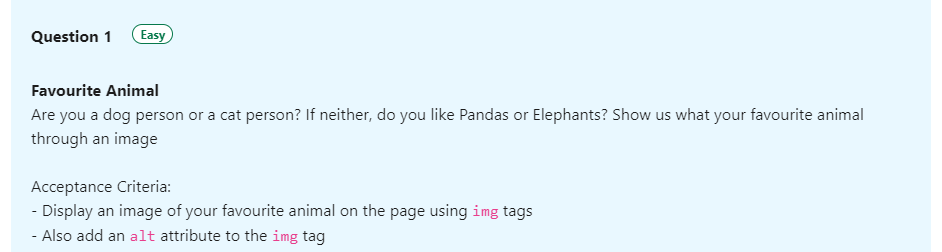 Question 1 Easy
Favourite Animal
Are you a dog person or a cat person? If neither, do you like Pandas or Elephants? Show us what your favourite animal
through an image
Acceptance Criteria:
- Display an image of your favourite animal on the page using img tags
- Also add an alt attribute to the img tag